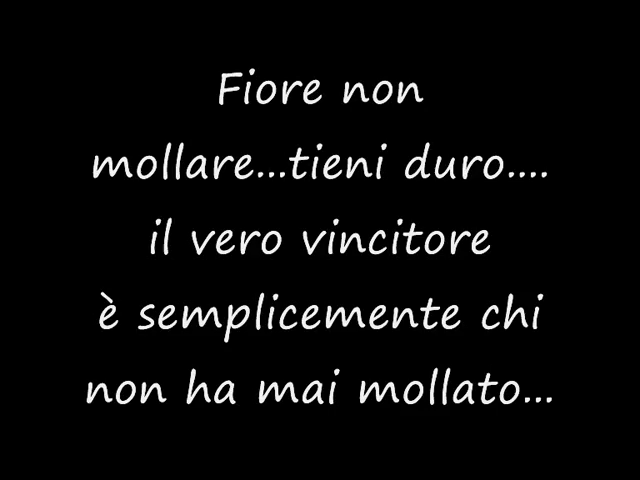 Fiore non
mollare...tieni duro....
il vero vincitore
è semplicemente chi
non ha mai mollato...